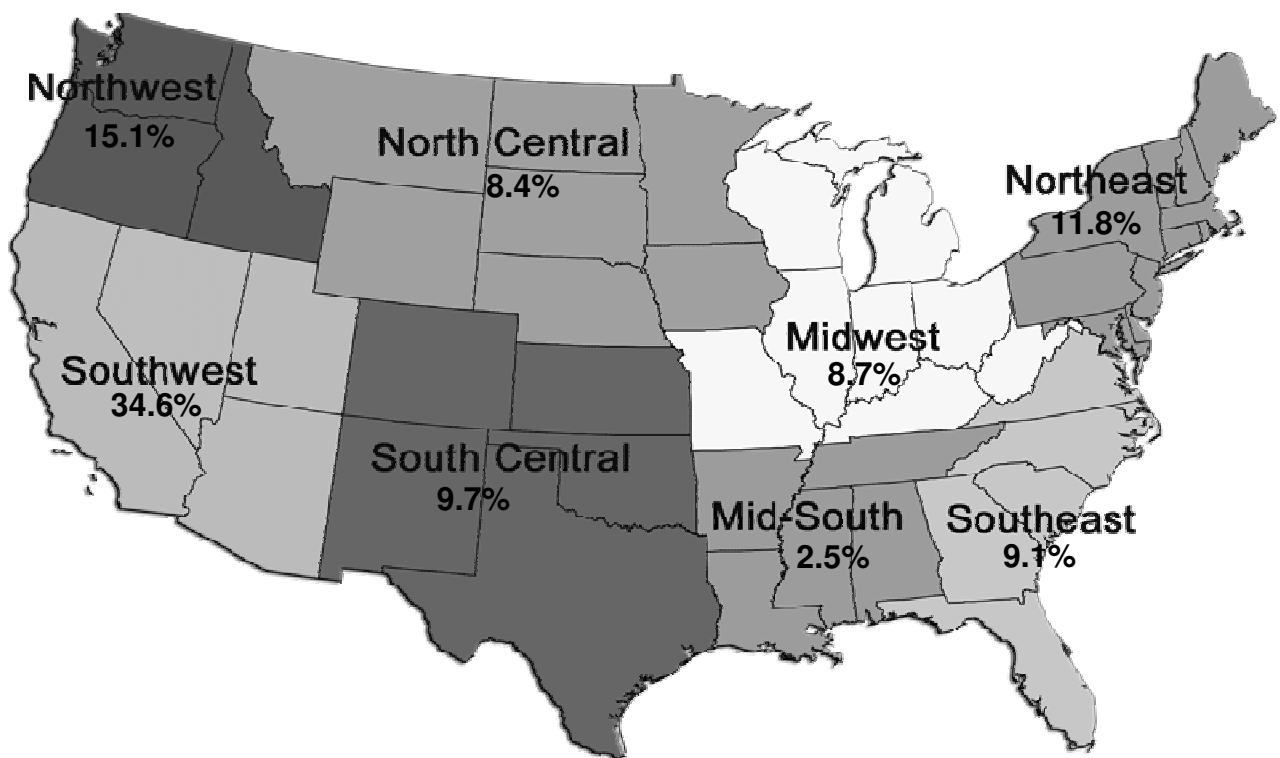 Northwest
15.1%
North Central
8.4%
Northeast
11.8%
Midwest
8.7%
Southwest
34.6%
South Central
9.7%
Mid-South
2.5%
Southeast
9.1%